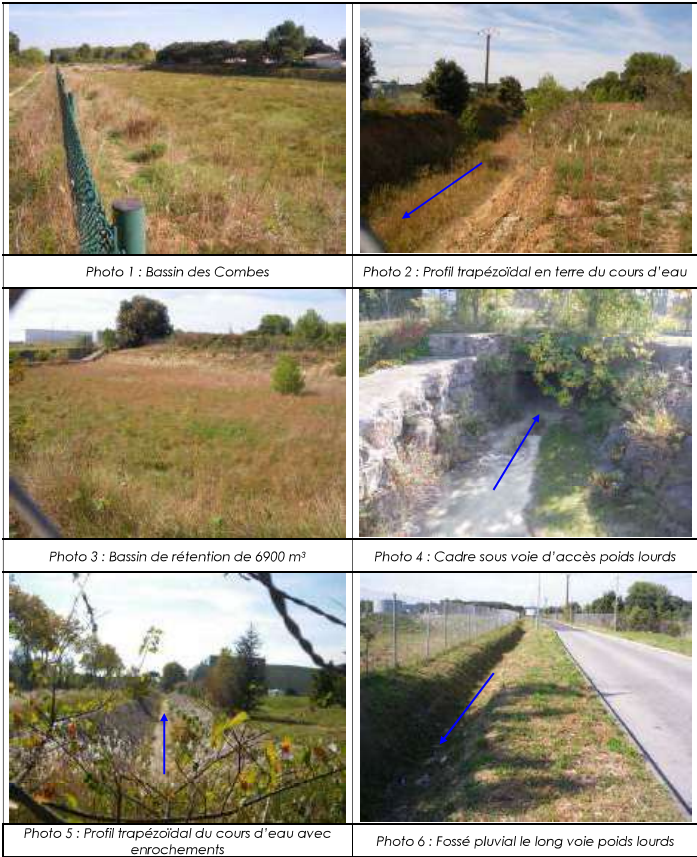 Photo 1 : Bassin des Combes
Photo 2 : Profil trapézoïdal en terre du cours d'eau
Photo 3 : Bassin de rétention de 6900 m³
Photo 4 : Cadre sous voie d'accès poids lourds
Photo 5 : Profil trapézoïdal du cours d'eau avec
enrochements
Photo 6 : Fossé pluvial le long voie poids lourds